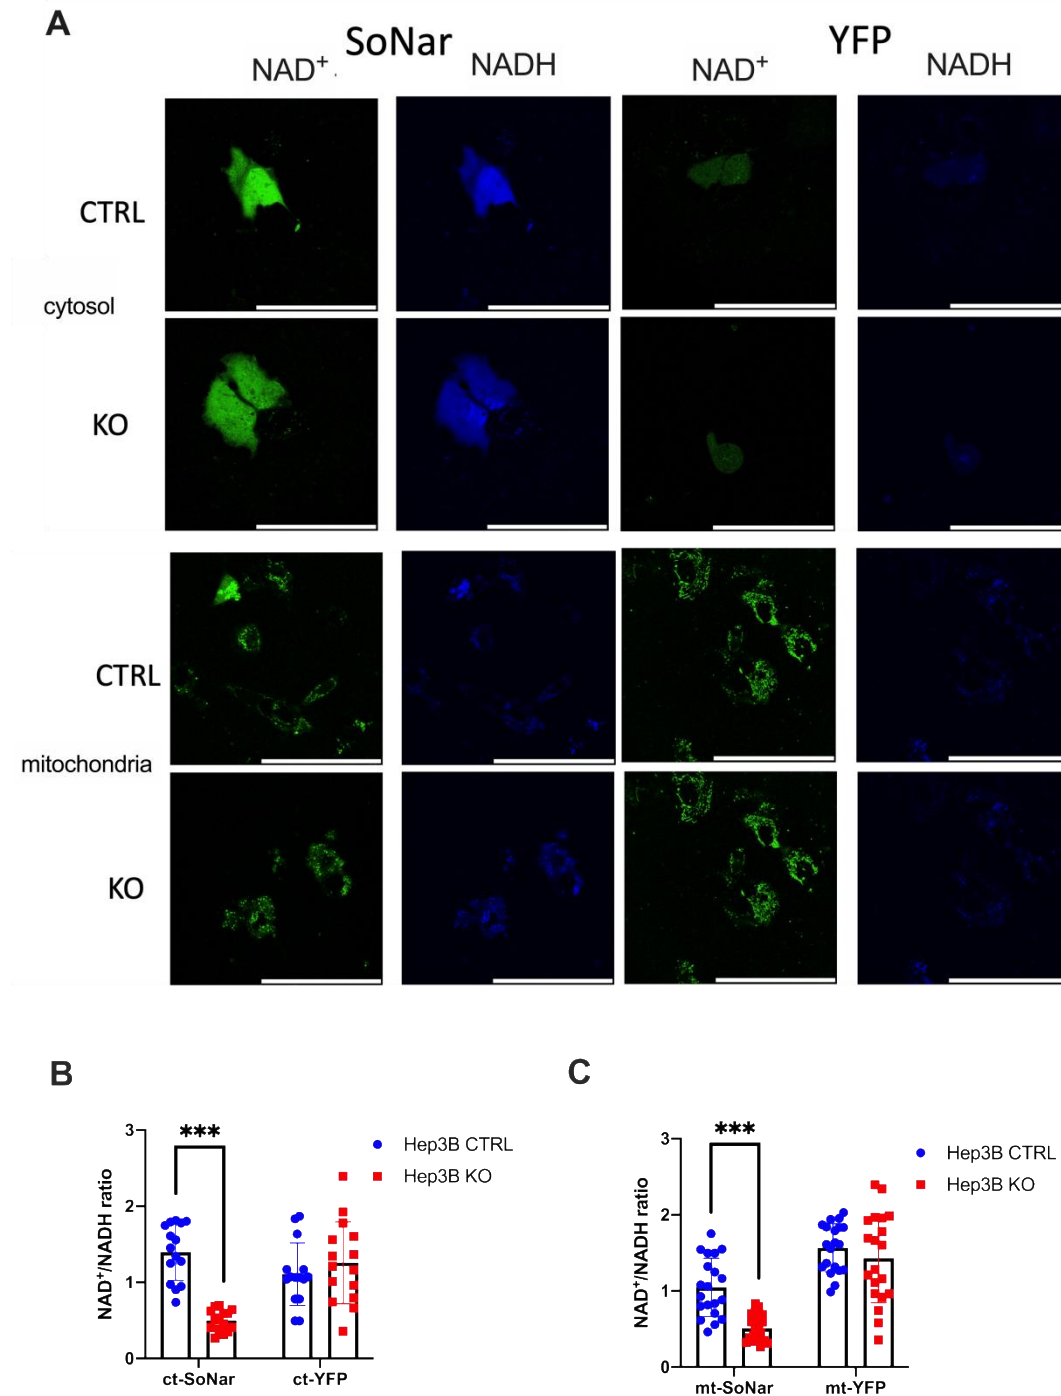 A
SoNar YFP
NAD+ . NADH NAD+ NADH
CTRL
cytosol
KO
CTRL
mitochondria
KO
B
C
NAD+/NADH ratio
3
2
1
0
***
ct-SoNar ct-YFP
Hep3B CTRL
Hep3B KO
NAD+/NADH ratio
3
2
1
0
***
mt-SoNar mt-YFP
Hep3B CTRL
Hep3B KO